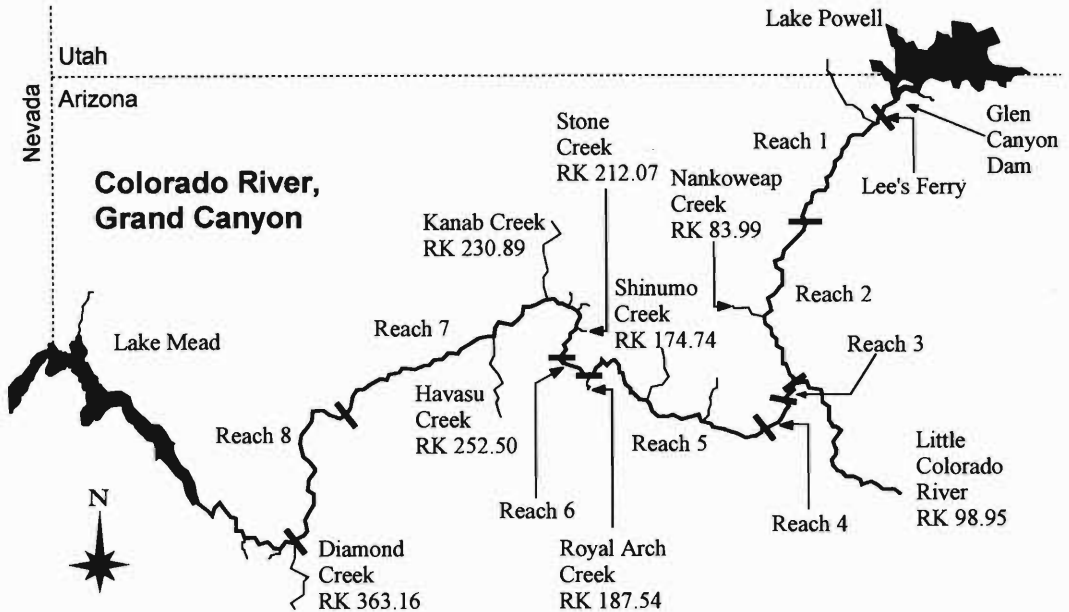 Lake Powell
Utah
Nevada
Arizona
Glen
Canyon
Dam
Stone
Creek
RK 212.07
Reach 1
Lee's Ferry
Colorado River,
Grand Canyon
Nankoweap
Creek
RK 83.99
Kanab Creek
RK 230.89
Shinumo
Creek
RK 174.74
Reach 2
Reach 7
Lake Mead
Reach 3
Havasu
Creek
RK 252.50
Reach 8
Reach 5
Little
Colorado
River
RK 98.95
N
Reach 6
Reach 4
Diamond
Creek
RK 363.16
Royal Arch
Creek
RK 187.54